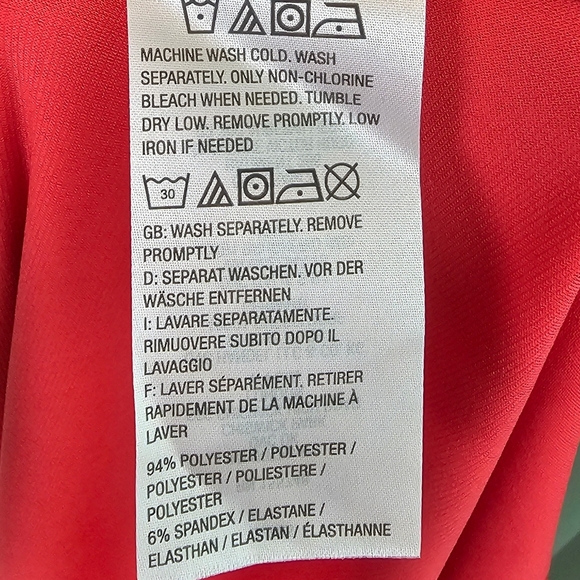 MACHINE WASH COLD. WASH
SEPARATELY. ONLY NON-CHLORINE
BLEACH WHEN NEEDED. TUMBLE
DRY LOW. REMOVE PROMPTLY. LOW
IRON IF NEEDED
30
GB: WASH SEPARATELY. REMOVE
PROMPTLY
D: SEPARAT WASCHEN. VOR DER
WÄSCHE ENTFERNEN
I: LAVARE SEPARATAMENTE.
RIMUOVERE SUBITO DOPO IL
LAVAGGIO
F: LAVER SÉPARÉMENT. RETIRER
RAPIDEMENT DE LA MACHINE À
LAVER
94% POLYESTER / POLYESTER /
POLYESTER / POLIESTERE /
POLYESTER
6% SPANDEX / ELASTANE /
ELASTHAN / ELASTAN / ÉLASTHANNE